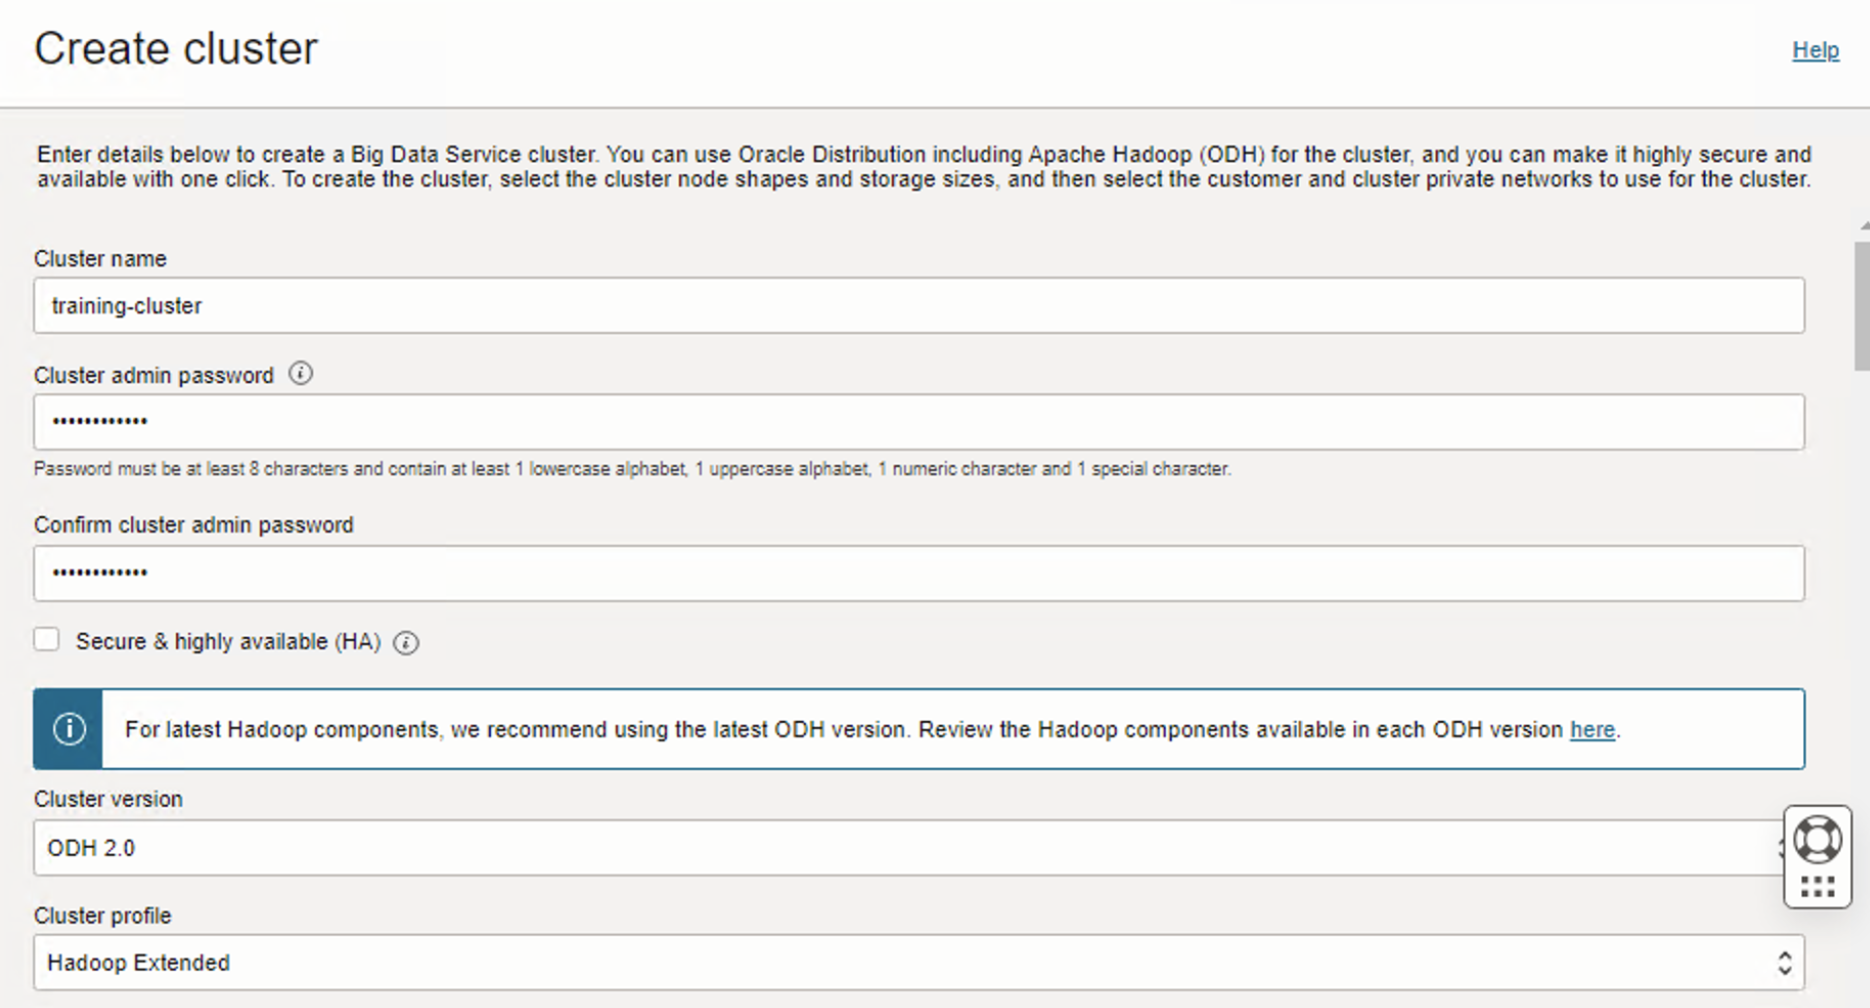 Create cluster
Help
Enter details below to create a Big Data Service cluster. You can use Oracle Distribution including Apache Hadoop (ODH) for the cluster, and you can make it highly secure and
available with one click. To create the cluster, select the cluster node shapes and storage sizes, and then select the customer and cluster private networks to use for the cluster.
Cluster name
training-cluster
Cluster admin password
••••••••••••
Password must be at least 8 characters and contain at least 1 lowercase alphabet, 1 uppercase alphabet, 1 numeric character and 1 special character.
Confirm cluster admin password
••••••••••••
Secure & highly available (HA)
For latest Hadoop components, we recommend using the latest ODH version. Review the Hadoop components available in each ODH version here.
Cluster version
ODH 2.0
Cluster profile
Hadoop Extended